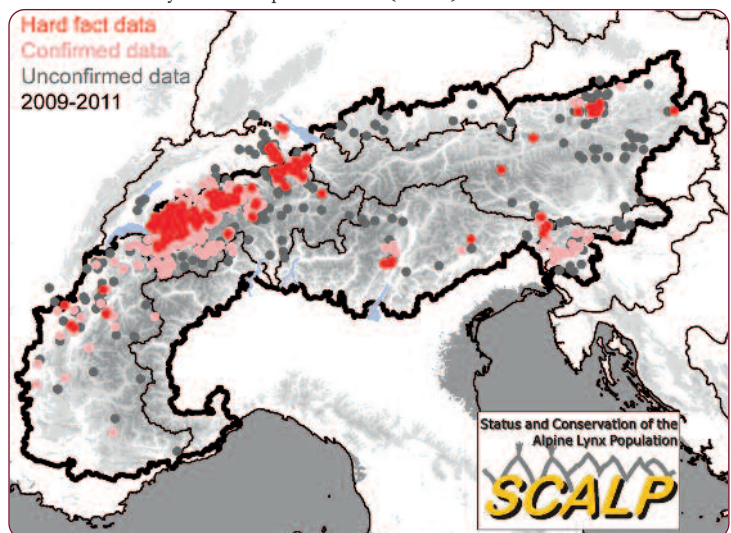 Hard fact data
Confirmed data
Unconfirmed data
2009-2011
Status and Conservation of the
Alpine Lynx Population
SCALP